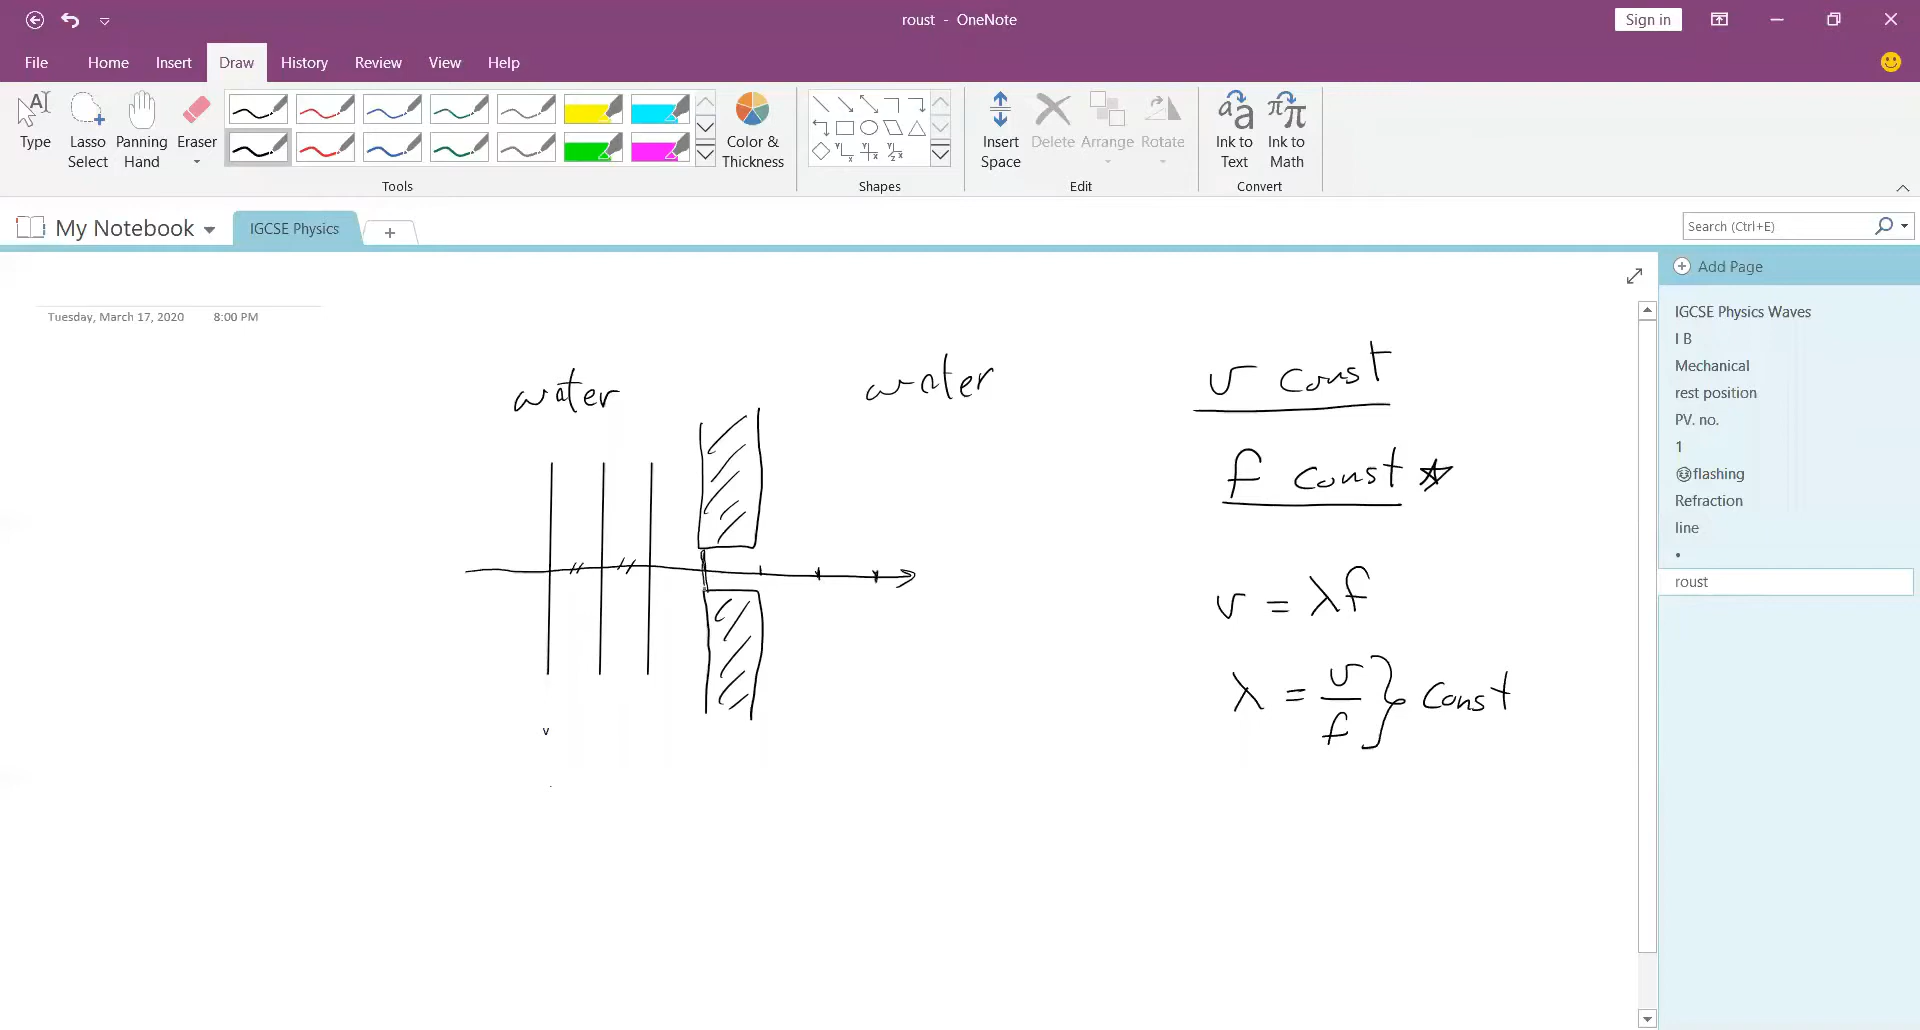 roust - OneNote
Sign in
File Home Insert Draw History Review View Help
Type
Lasso Select
Panning Hand
Eraser
Color & Thickness
Tools
Shapes
Insert Space
Delete
Arrange
Rotate
Edit
Ink to Text
Ink to Math
Convert
My Notebook
IGCSE Physics
Search (Ctrl+E)
Add Page
IGCSE Physics Waves
I B
Mechanical
rest position
PV. no.
1
flashing
Refraction
line
•
roust
Tuesday, March 17, 2020 8:00 PM
water
water
v const
f const
v = λf
λ = v/f } const
v